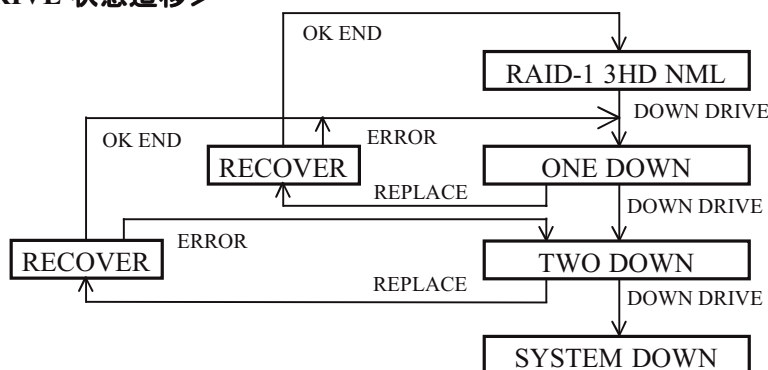 RIVE 状態遷移>
OK END
RAID-1 3HD NML
DOWN DRIVE
OK END
ERROR
RECOVER
ONE DOWN
REPLACE
DOWN DRIVE
ERROR
RECOVER
TWO DOWN
REPLACE
DOWN DRIVE
SYSTEM DOWN